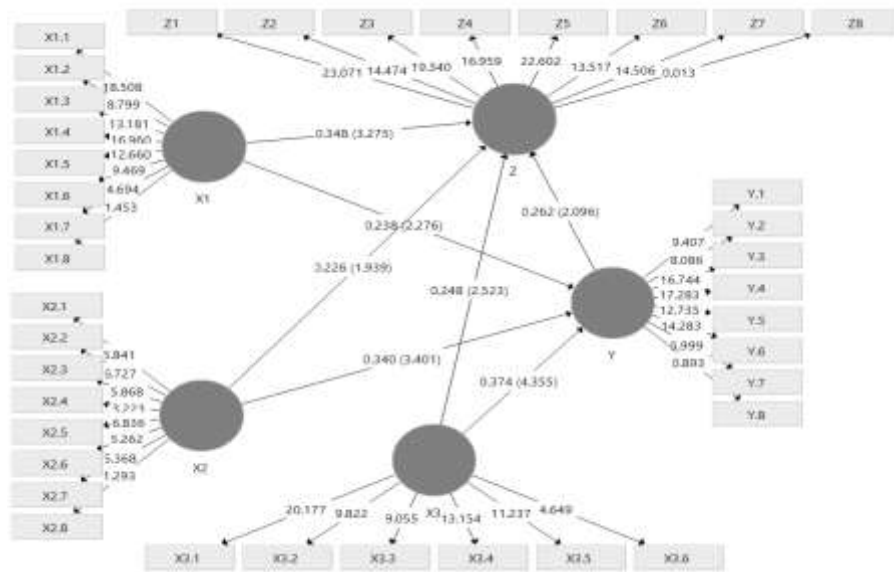 Z1 Z2 Z3 Z4 Z5 Z6 Z7 Z8
X1.1
X1.2
X1.3
X1.4
X1.5
X1.6
X1.7
X1.8
18.508
8.799
13.181
16.960
12.660
9.469
4.694
1.453
X1
23.071 14.474 19.340 16.959 22.602 13.517 14.506 0.013
Z
0.348 (3.275)
0.262 (2.096)
0.238 (2.276)
(1.939)
0.248 (2.523)
0.340 (3.401)
0.374 (4.355)
Y.1
Y.2
Y.3
Y.4
Y.5
Y.6
Y.7
Y.8
9.407
8.086
16.744
17.283
12.735
14.283
0.893
Y
X2.1
X2.2
X2.3
X2.4
X2.5
X2.6
X2.7
X2.8
5.868
5.262
X2
X3
20.177 9.822 9.055 13.154 11.237 4.649
X3.1 X3.2 X3.3 X3.4 X3.5 X3.6